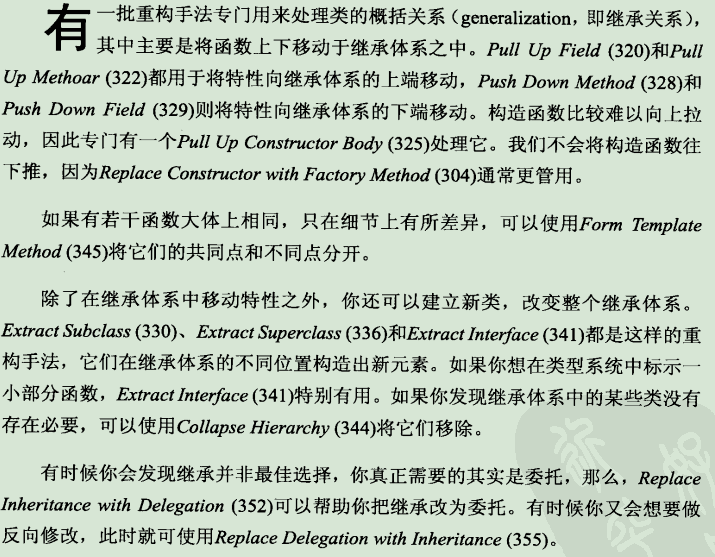 有一批重构手法专门用来处理类的概括关系（generalization，即继承关系），
其中主要是将函数上下移动于继承体系之中。Pull Up Field (320)和Pull
Up Methoar (322)都用于将特性向继承体系的上端移动，Push Down Method (328)和
Push Down Field (329)则将特性向继承体系的下端移动。构造函数比较难以向上拉
动，因此专门有一个Pull Up Constructor Body (325)处理它。我们不会将构造函数往
下推，因为Replace Constructor with Factory Method (304)通常更管用。
如果有若干函数大体上相同，只在细节上有所差异，可以使用Form Template
Method (345)将它们的共同点和不同点分开。
除了在继承体系中移动特性之外，你还可以建立新类，改变整个继承体系。
Extract Subclass (330)、Extract Superclass (336)和Extract Interface (341)都是这样的重
构手法，它们在继承体系的不同位置构造出新元素。如果你想在类型系统中标示一
小部分函数，Extract Interface (341)特别有用。如果你发现继承体系中的某些类没有
存在必要，可以使用Collapse Hierarchy (344)将它们移除。
有时候你会发现继承并非最佳选择，你真正需要的其实是委托，那么，Replace
Inheritance with Delegation (352)可以帮助你把继承改为委托。有时候你又会想要做
反向修改，此时就可使用Replace Delegation with Inheritance (355)。